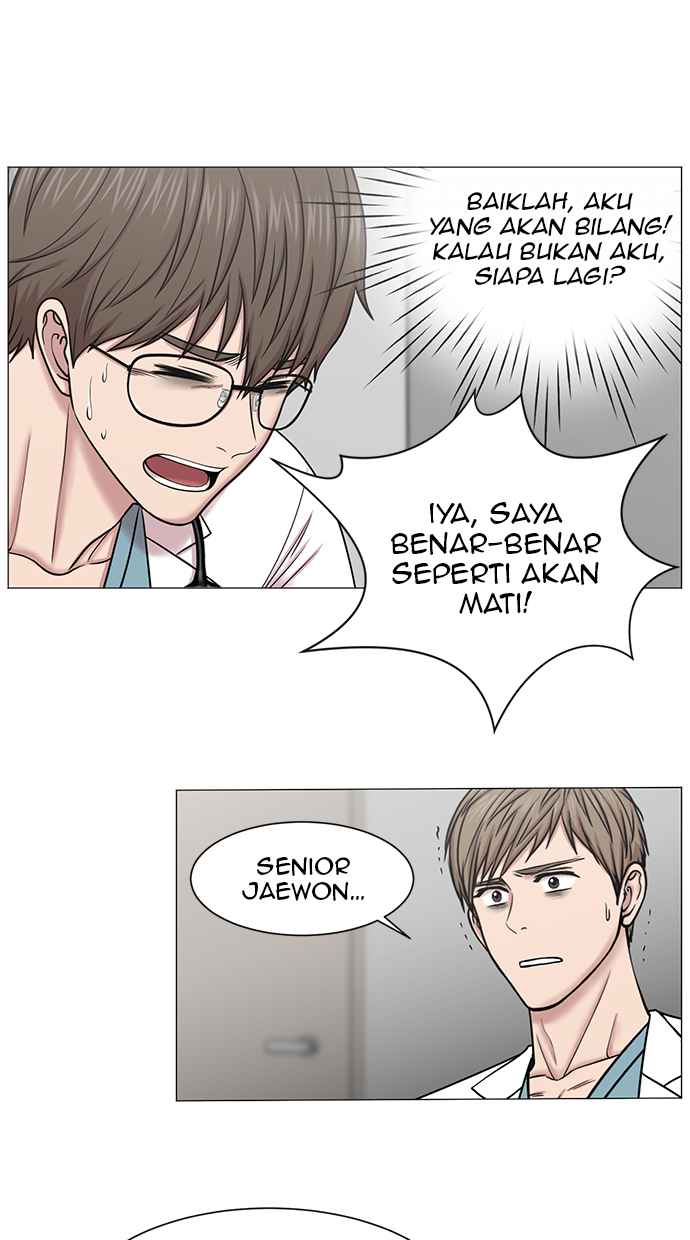 BAIKLAH, AKU
YANG AKAN BILANG!
KALAU BUKAN AKU,
SIAPA LAGI?
IYA, SAYA
BENAR-BENAR
SEPERTI AKAN
MATI!
SENIOR
JAEWON...